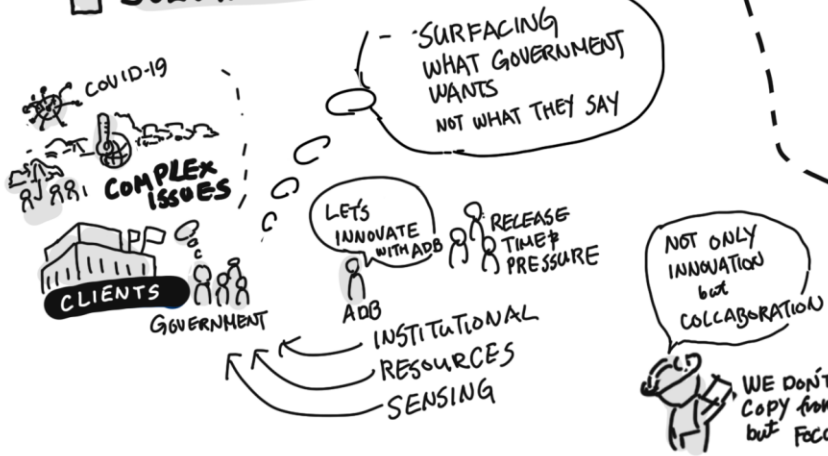 COVID-19
COMPLEX
ISSUES
CLIENTS
GOVERNMENT
- SURFACING
WHAT GOVERNMENT
WANTS
NOT WHAT THEY SAY
LET'S
INNOVATE
WITH ADB
ADB
RELEASE
TIME &
PRESSURE
INSTITUTIONAL
RESOURCES
SENSING
NOT ONLY
INNOVATION
but
COLLABORATION
WE DON'T
COPY
but